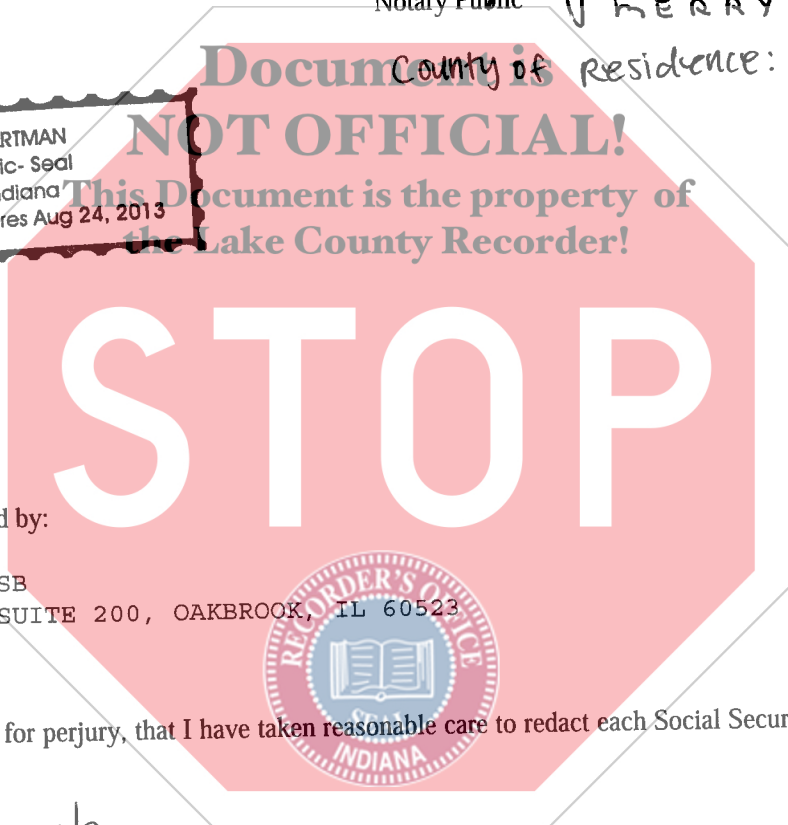 Notary Public
County of Residence:
Document is
NOT OFFICIAL!
This Document is the property of
the Lake County Recorder!
RTMAN
ic- Seal
diana
res Aug 24, 2013
STOP
d by:
SB
SUITE 200, OAKBROOK, IL 60523
RECORDER'S OFFICE
SEAL
INDIANA
for perjury, that I have taken reasonable care to redact each Social Secur